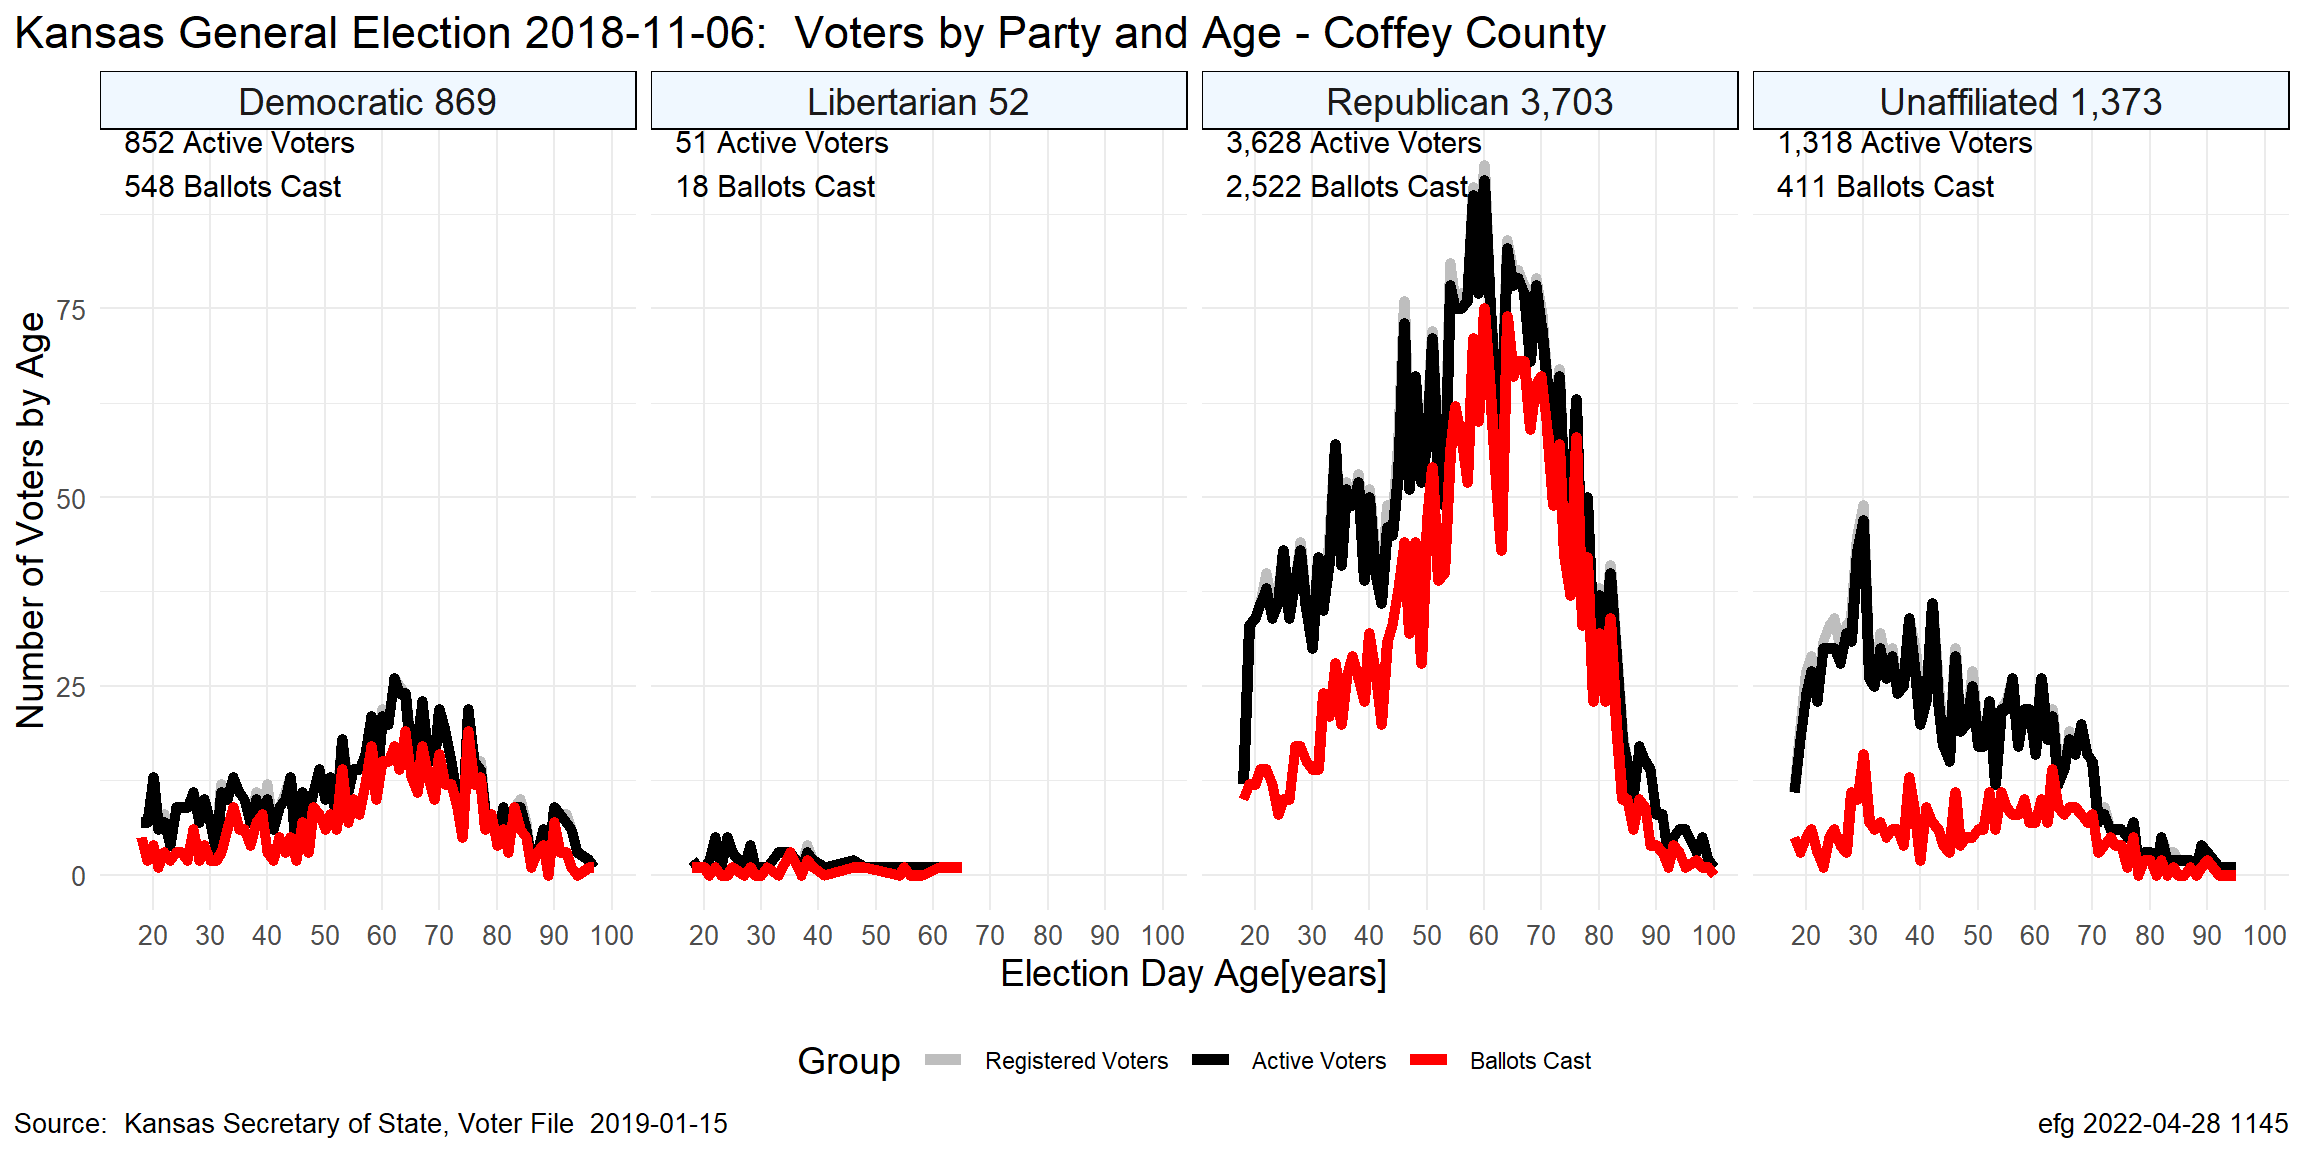 Kansas General Election 2018-11-06:  Voters by Party and Age - Coffey County
Democratic 869
Libertarian 52
Republican 3,703
Unaffiliated 1,373
852 Active Voters
548 Ballots Cast
51 Active Voters
18 Ballots Cast
3,628 Active Voters
2,522 Ballots Cast
1,318 Active Voters
411 Ballots Cast
Number of Voters by Age
75
50
25
0
20 30 40 50 60 70 80 90 100
20 30 40 50 60 70 80 90 100
20 30 40 50 60 70 80 90 100
20 30 40 50 60 70 80 90 100
Election Day Age[years]
Group Registered Voters Active Voters Ballots Cast
Source:  Kansas Secretary of State, Voter File  2019-01-15
efg 2022-04-28 1145